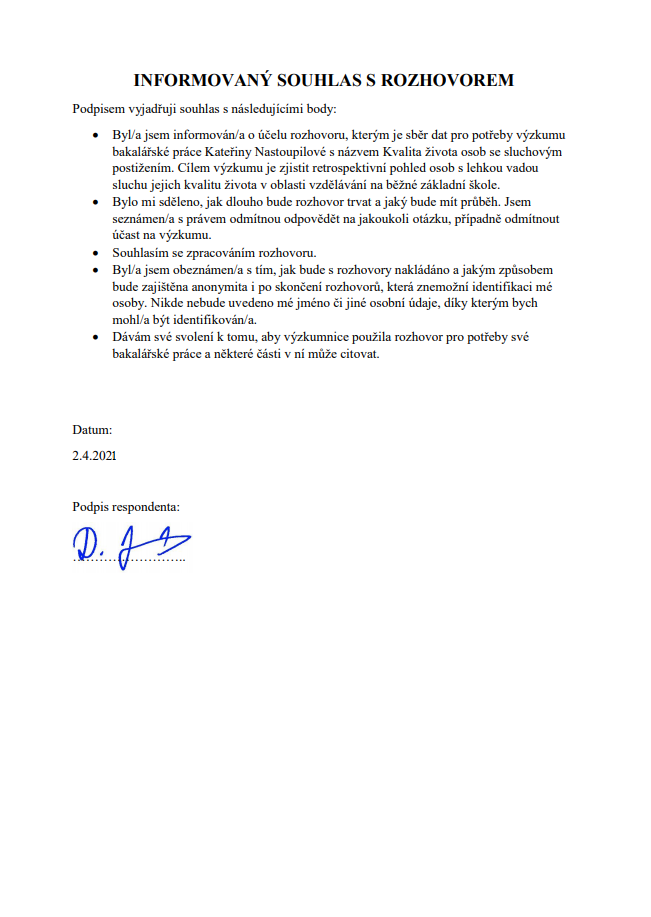 INFORMOVANÝ SOUHLAS S ROZHOVOREM
Podpisem vyjadřuji souhlas s následujícími body:
• Byl/a jsem informován/a o účelu rozhovoru, kterým je sběr dat pro potřeby výzkumu
bakalářské práce Kateřiny Nastoupilové s názvem Kvalita života osob se sluchovým
postižením. Cílem výzkumu je zjistit retrospektivní pohled osob s lehkou vadou
sluchu jejich kvalitu života v oblasti vzdělávání na běžné základní škole.
• Bylo mi sděleno, jak dlouho bude rozhovor trvat a jaký bude mít průběh. Jsem
seznámen/a s právem odmítnou odpovědět na jakoukoli otázku, případně odmítnout
účast na výzkumu.
• Souhlasím se zpracováním rozhovoru.
• Byl/a jsem obeznámen/a s tím, jak bude s rozhovory nakládáno a jakým způsobem
bude zajištěna anonymita i po skončení rozhovorů, která znemožní identifikaci mé
osoby. Nikde nebude uvedeno mé jméno či jiné osobní údaje, díky kterým bych
mohl/a být identifikován/a.
• Dávám své svolení k tomu, aby výzkumnice použila rozhovor pro potřeby své
bakalářské práce a některé části v ní může citovat.
Datum:
2.4.2021
Podpis respondenta:
D.